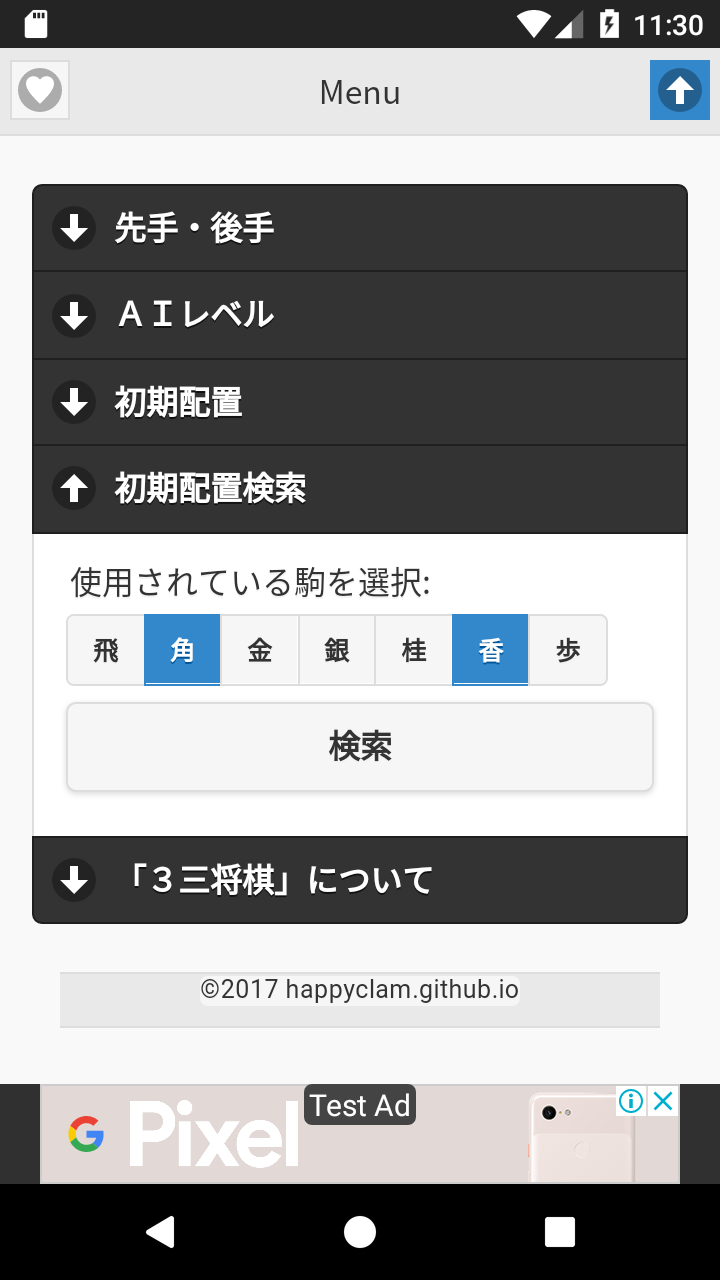 11:30
Menu
先手・後手
ＡＩレベル
初期配置
初期配置検索
使用されている駒を選択:
飛 角 金 銀 桂 香 歩
検索
「３三将棋」について
©2017 happyclam.github.io
Test Ad
G Pixel